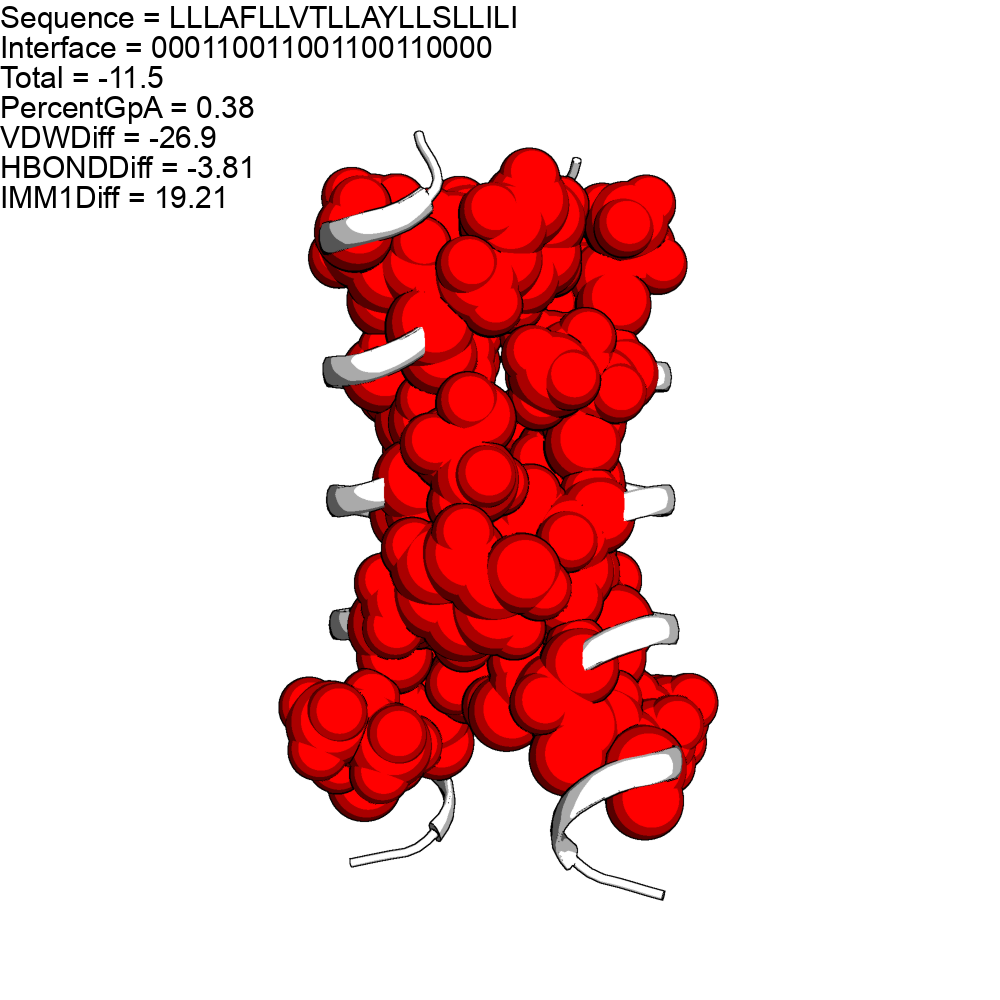 Sequence = LLLAFLLVTLLAYLLSLLILI
Interface = 000110011001100110000
Total = -11.5
PercentGpA = 0.38
VDWDiff = -26.9
HBONDDiff = -3.81
IMM1Diff = 19.21